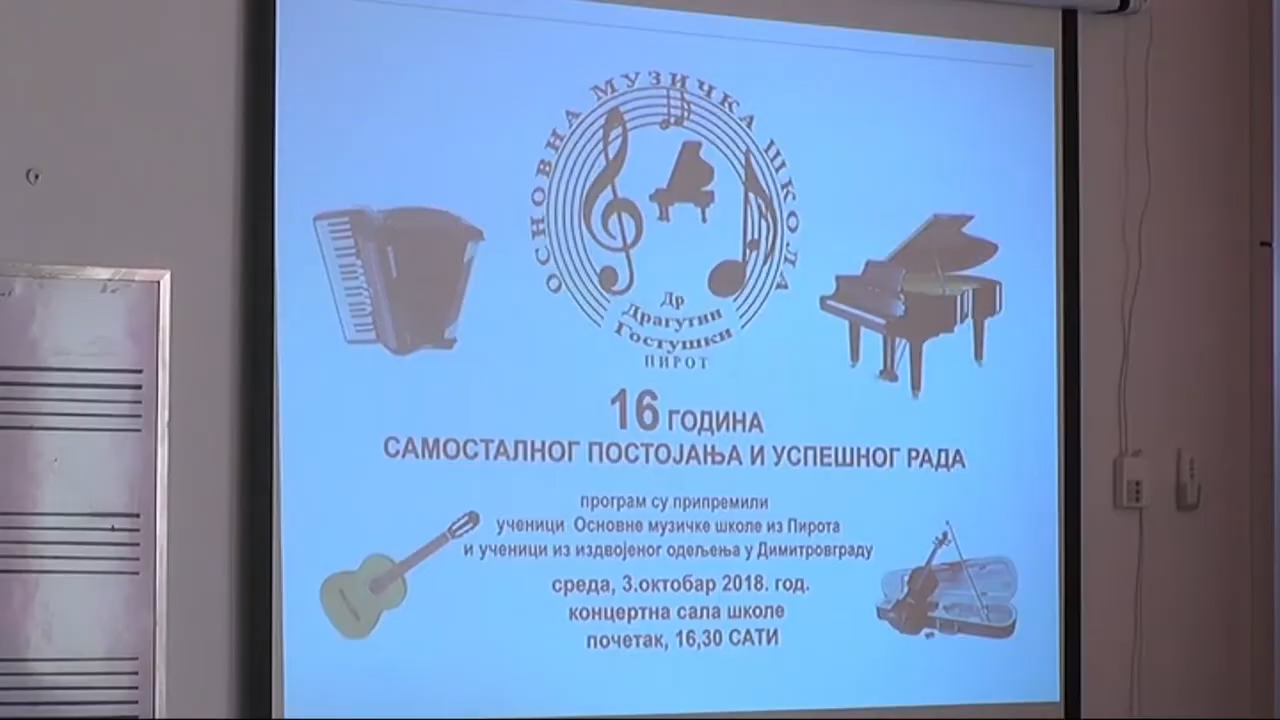 ОСНОВНА МУЗИЧКА ШКОЛА
Др
Драгутин
Гостушки
ПИРОТ
16 ГОДИНА
САМОСТАЛНОГ ПОСТОЈАЊА И УСПЕШНОГ РАДА
програм су припремили
ученици Основне музичке школе из Пирота
и ученици из издвојеног одељења у Димитровграду
среда, 3.октобар 2018. год.
концертна сала школе
почетак, 16,30 САТИ